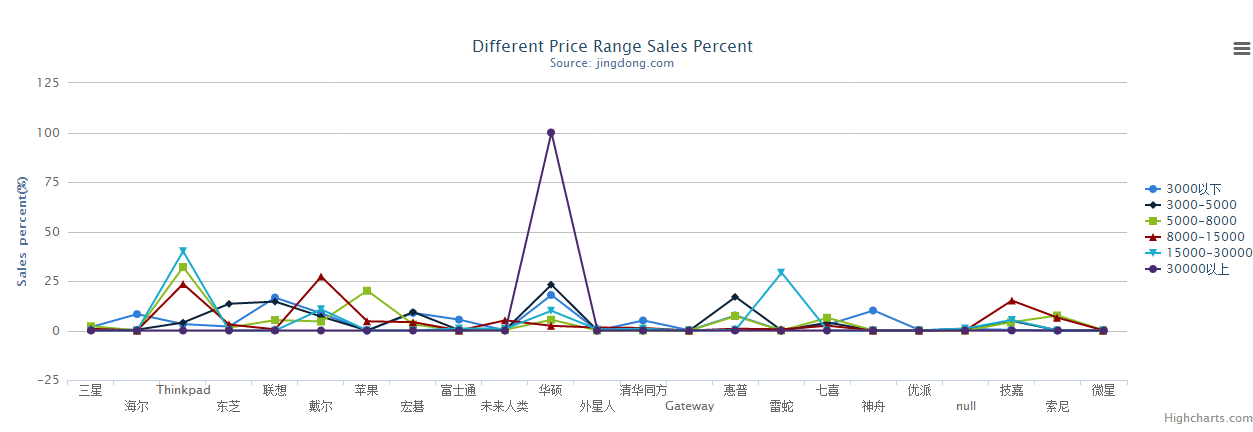 Different Price Range Sales Percent
Source: jingdong.com
Sales percent(%)
125
100
75
50
25
0
-25
三星
海尔
Thinkpad
东芝
联想
戴尔
苹果
宏碁
富士通
未来人类
华硕
外星人
清华同方
Gateway
惠普
雷蛇
七喜
神舟
优派
null
技嘉
索尼
微星
3000以下
3000-5000
5000-8000
8000-15000
15000-30000
30000以上
Highcharts.com